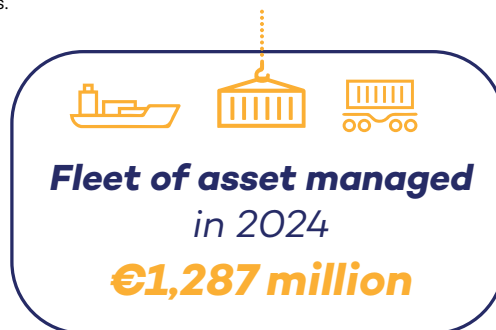 s.
Fleet of asset managed
in 2024
€1,287 million